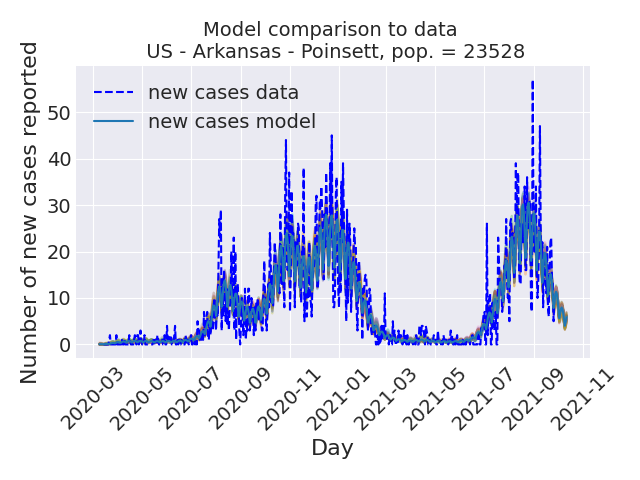 Model comparison to data
US - Arkansas - Poinsett, pop. = 23528
Number of new cases reported
new cases data
new cases model
50
40
30
20
10
0
2020-03
2020-05
2020-07
2020-09
2020-11
2021-01
2021-03
2021-05
2021-07
2021-09
2021-11
Day